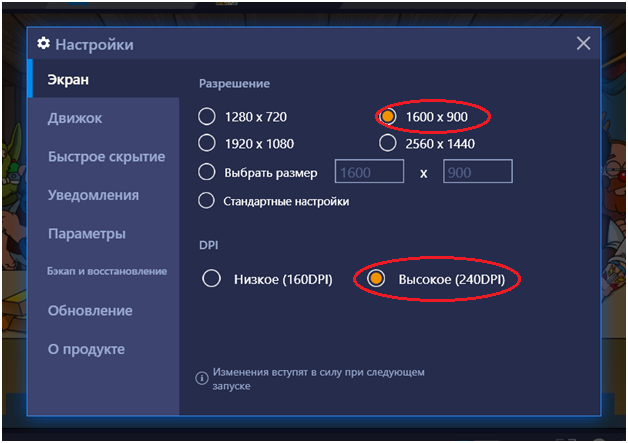 Настройки
Экран
Движок
Быстрое скрытие
Уведомления
Параметры
Бэкап и восстановление
Обновление
О продукте
Разрешение
1280 x 720 1600 x 900
1920 x 1080 2560 x 1440
Выбрать размер 1600 x 900
Стандартные настройки
DPI
Низкое (160DPI) Высокое (240DPI)
Изменения вступят в силу при следующем
запуске